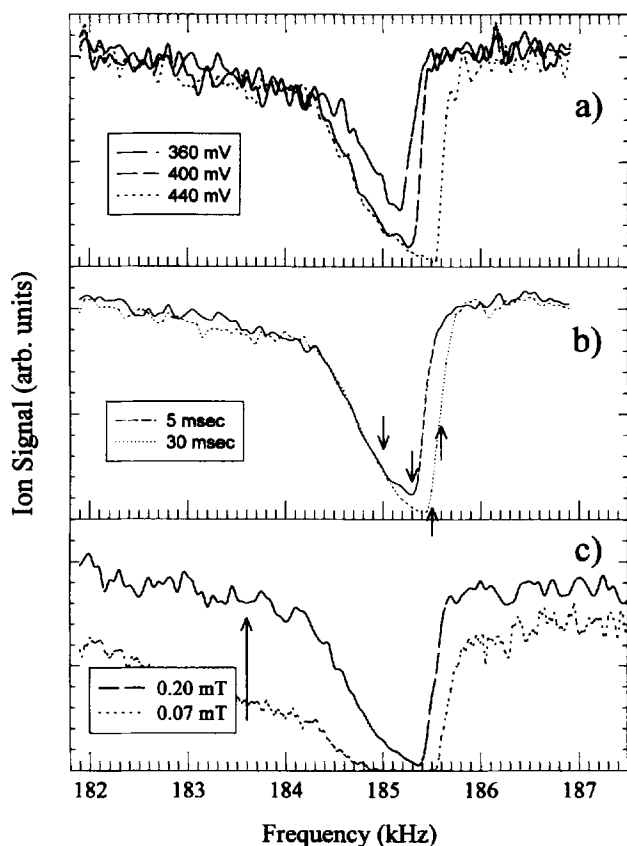 a)
360 mV
400 mV
440 mV
b)
5 msec
30 msec
c)
0.20 mT
0.07 mT
182 183 184 185 186 187
Frequency (kHz)
Ion Signal (arb. units)